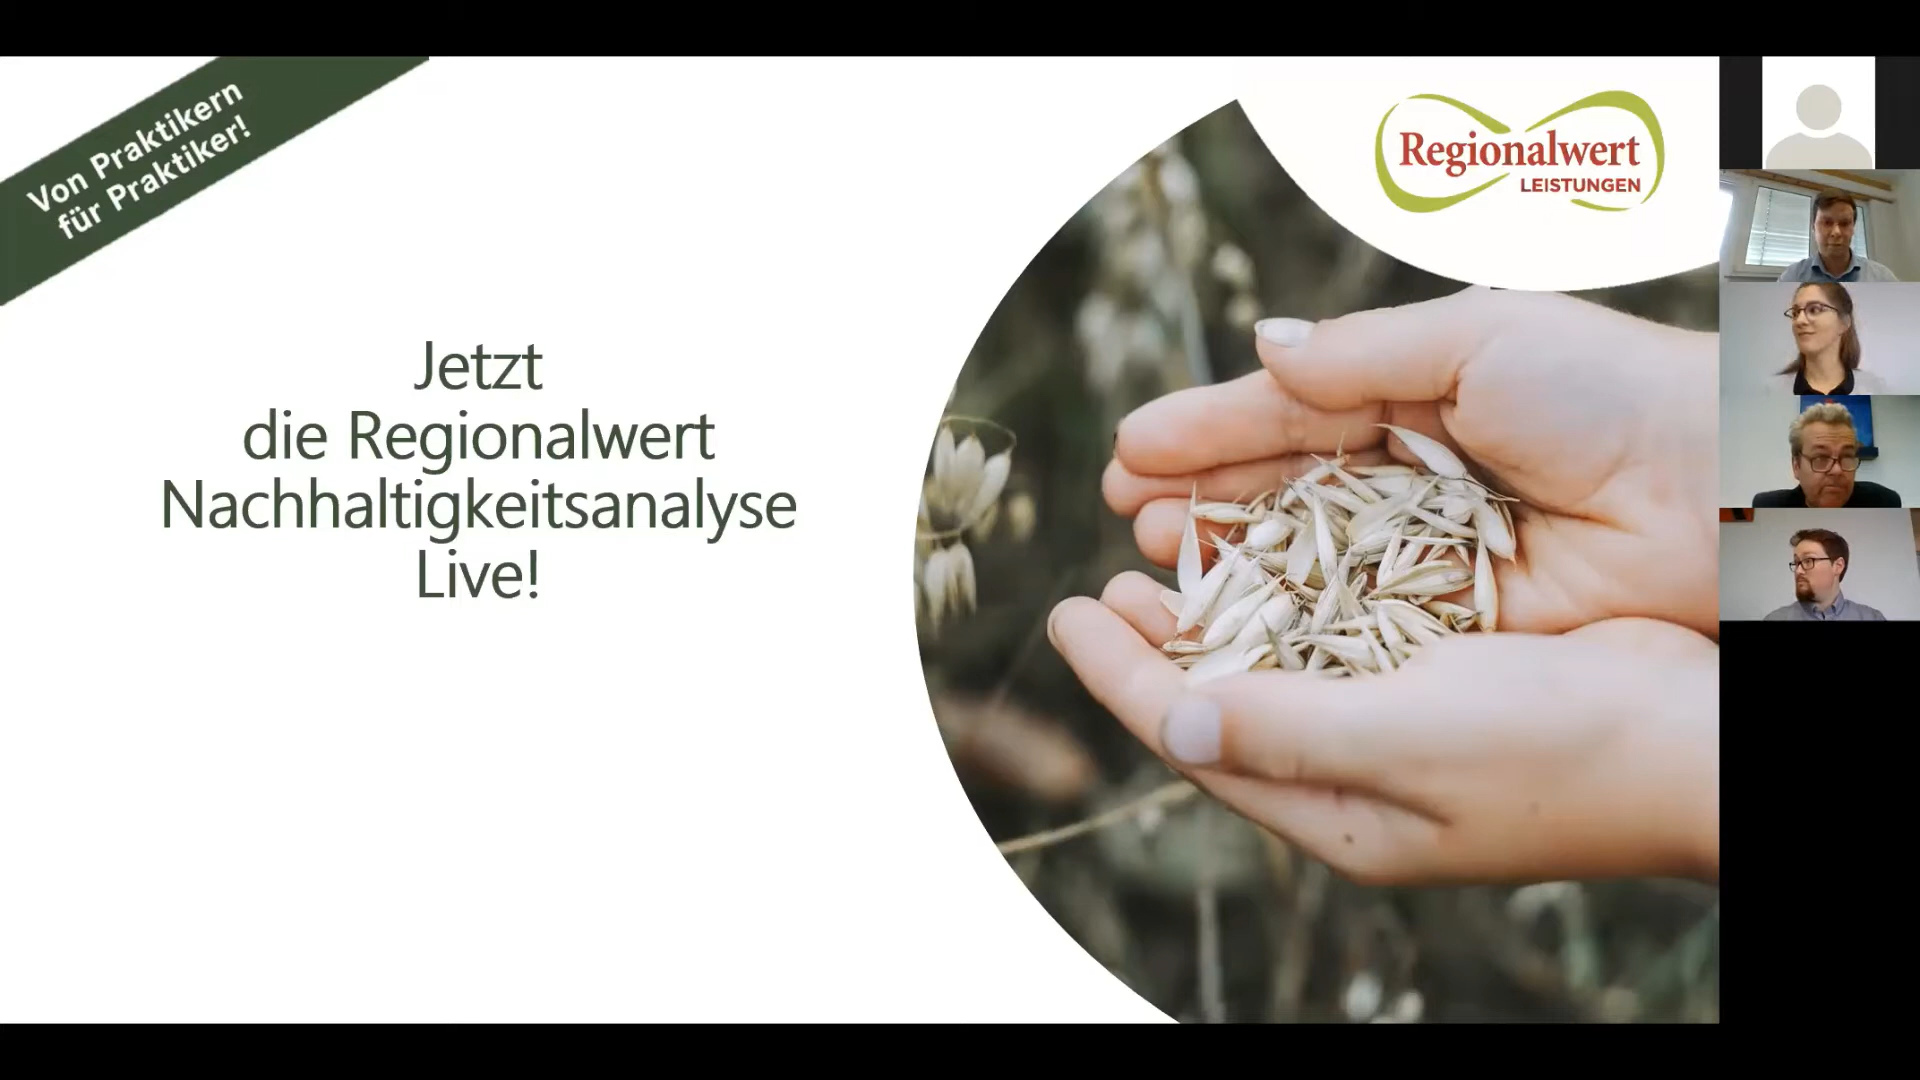 Von Praktikern
für Praktiker!
Regionalwert
LEISTUNGEN
Jetzt
die Regionalwert
Nachhaltigkeitsanalyse
Live!